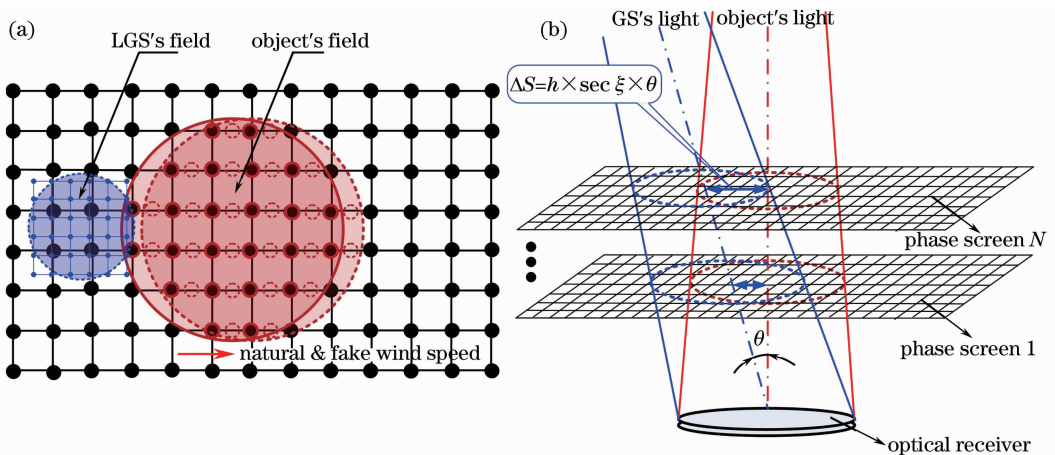 (a)
LGS's field
object's field
natural & fake wind speed
(b)
GS's light
object's light
ΔS=h×sec ξ×θ
phase screen N
phase screen 1
θ
optical receiver